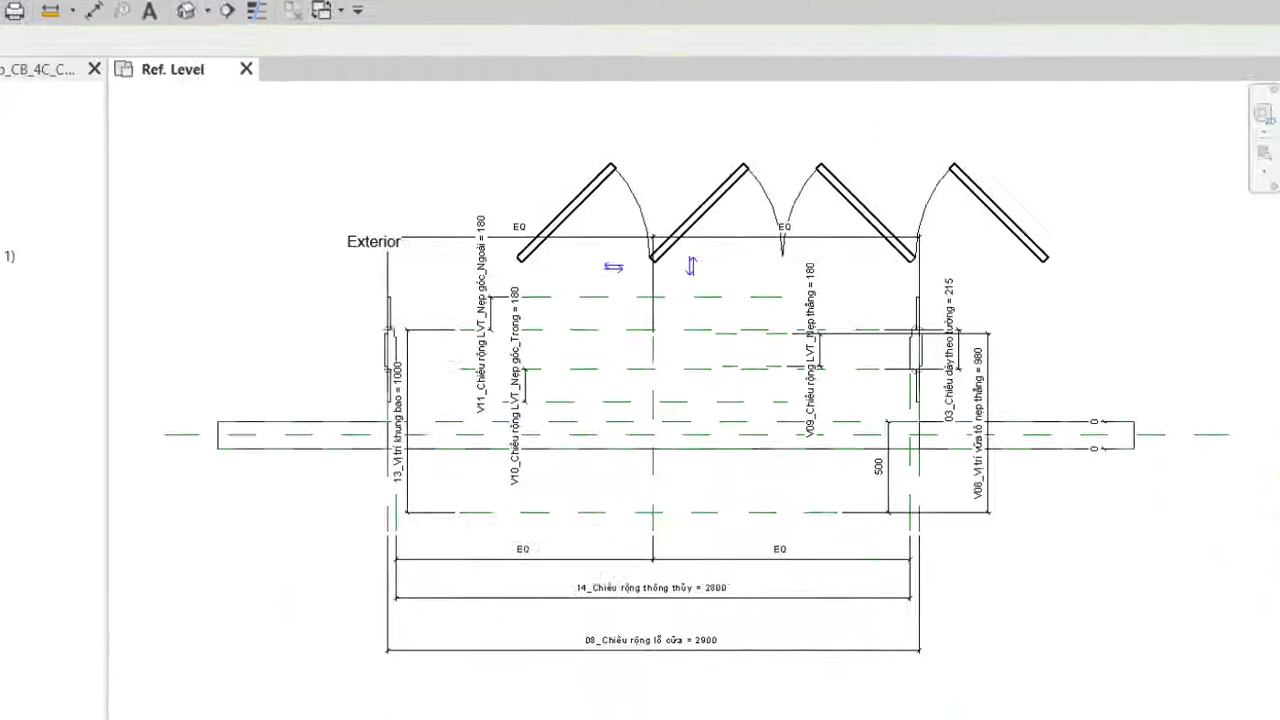 p_CB_4C_C...
Ref. Level
1)
EQ
EQ
Exterior
V11_Chiều rộng LVT_Nẹp góc_Ngoài = 180
V10_Chiều rộng LVT_Nẹp góc_Trong = 180
V09_Chiều rộng LVT_Nẹp thẳng = 180
03_Chiều dày theo tường = 215
V08_Vị trí vữa tô nẹp thẳng = 980
13_Vị trí khung bao = 1000
500
0
0
EQ
EQ
14_Chiều rộng thông thủy = 2800
08_Chiều rộng lỗ cửa = 2900
2D